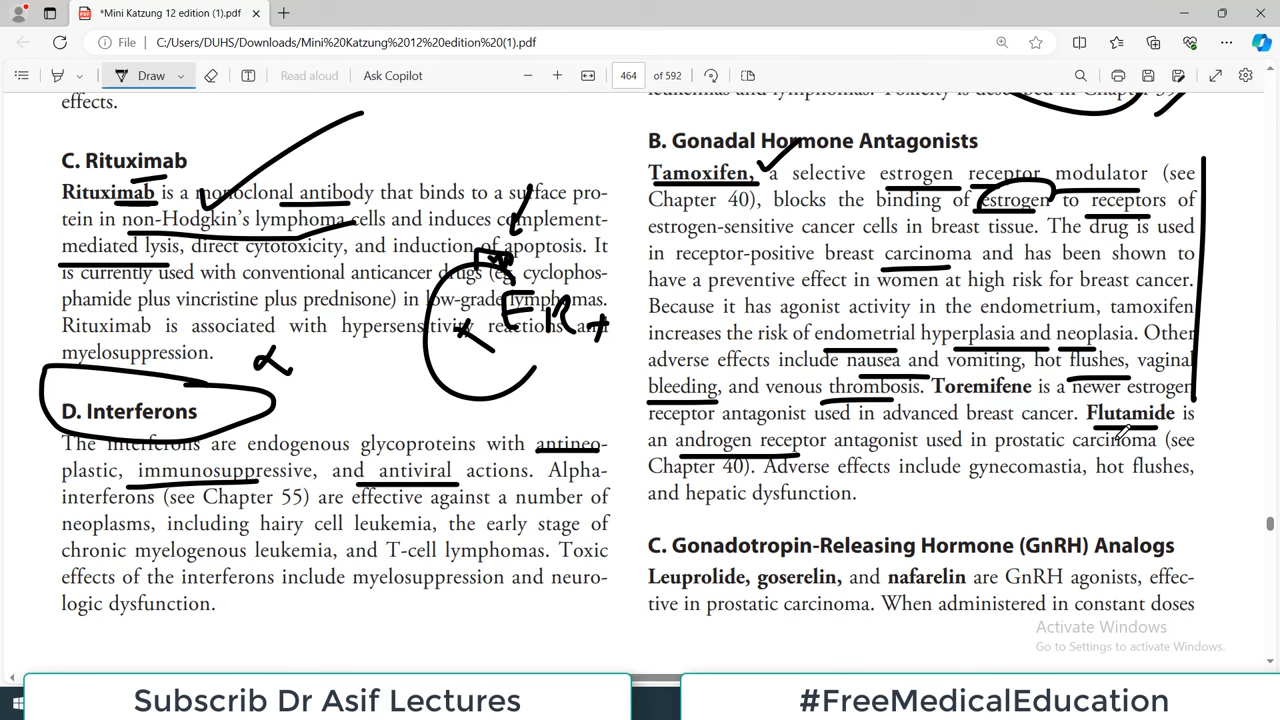 *Mini Katzung 12 edition (1).pdf
File C:/Users/DUHS/Downloads/Mini%20Katzung%2012%20edition%20(1).pdf
Draw Read aloud Ask Copilot 464 of 592
effects.
C. Rituximab
Rituximab is a monoclonal antibody that binds to a surface pro-
tein in non-Hodgkin's lymphoma cells and induces complement-
mediated lysis, direct cytotoxicity, and induction of apoptosis. It
is currently used with conventional anticancer drugs (eg, cyclophos-
phamide plus vincristine plus prednisone) in low-grade lymphomas.
Rituximab is associated with hypersensitivity reactions and
myelosuppression.
ER+
α
D. Interferons
The interferons are endogenous glycoproteins with antineo-
plastic, immunosuppressive, and antiviral actions. Alpha-
interferons (see Chapter 55) are effective against a number of
neoplasms, including hairy cell leukemia, the early stage of
chronic myelogenous leukemia, and T-cell lymphomas. Toxic
effects of the interferons include myelosuppression and neuro-
logic dysfunction.
leukemias and lymphomas. Toxicity is described in Chapter 39.
B. Gonadal Hormone Antagonists
Tamoxifen, a selective estrogen receptor modulator (see
Chapter 40), blocks the binding of estrogen to receptors of
estrogen-sensitive cancer cells in breast tissue. The drug is used
in receptor-positive breast carcinoma and has been shown to
have a preventive effect in women at high risk for breast cancer.
Because it has agonist activity in the endometrium, tamoxifen
increases the risk of endometrial hyperplasia and neoplasia. Other
adverse effects include nausea and vomiting, hot flushes, vaginal
bleeding, and venous thrombosis. Toremifene is a newer estrogen
receptor antagonist used in advanced breast cancer. Flutamide is
an androgen receptor antagonist used in prostatic carcinoma (see
Chapter 40). Adverse effects include gynecomastia, hot flushes,
and hepatic dysfunction.
C. Gonadotropin-Releasing Hormone (GnRH) Analogs
Leuprolide, goserelin, and nafarelin are GnRH agonists, effec-
tive in prostatic carcinoma. When administered in constant doses
Activate Windows
Go to Settings to activate Windows.
Subscrib Dr Asif Lectures
#FreeMedicalEducation